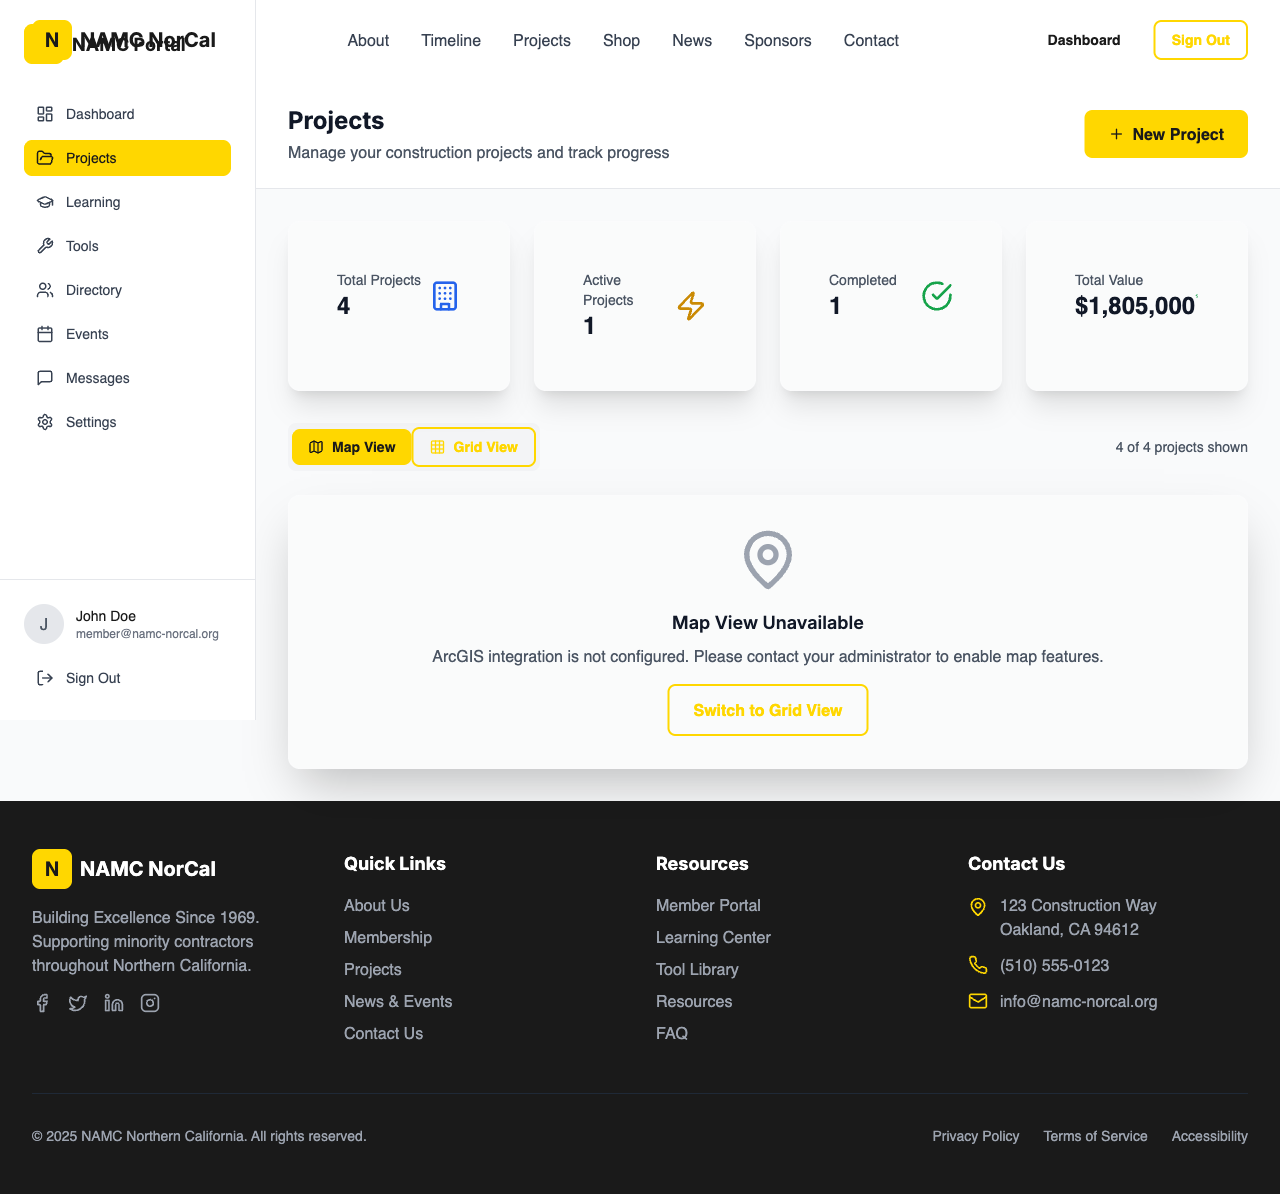 N NAMC NorCal
NAMC Portal
About Timeline Projects Shop News Sponsors Contact
Dashboard Sign Out
Dashboard
Projects
Learning
Tools
Directory
Events
Messages
Settings
J
John Doe
member@namc-norcal.org
Sign Out
Projects
Manage your construction projects and track progress
New Project
Total Projects
4
Active
Projects
1
Completed
1
Total Value
$1,805,000
Map View Grid View
4 of 4 projects shown
Map View Unavailable
ArcGIS integration is not configured. Please contact your administrator to enable map features.
Switch to Grid View
N NAMC NorCal
Building Excellence Since 1969.
Supporting minority contractors
throughout Northern California.
Quick Links
About Us
Membership
Projects
News & Events
Contact Us
Resources
Member Portal
Learning Center
Tool Library
Resources
FAQ
Contact Us
123 Construction Way
Oakland, CA 94612
(510) 555-0123
info@namc-norcal.org
© 2025 NAMC Northern California. All rights reserved.
Privacy Policy Terms of Service Accessibility